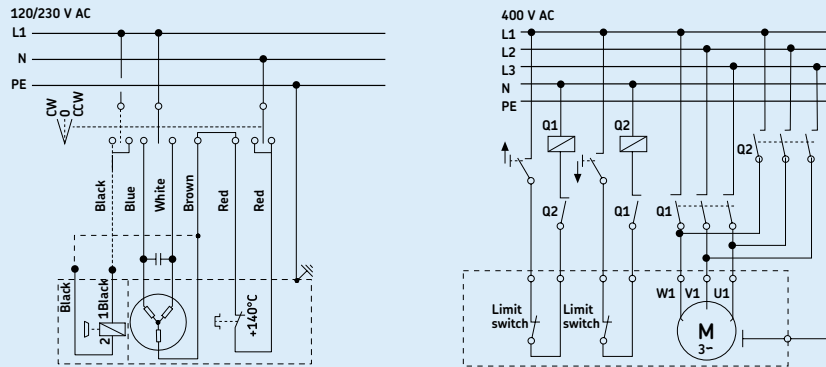 120/230 V AC
L1
N
PE
CW
0
CCW
Black
Blue
White
Brown
Red
Red
Black
1Black
2
+140°C
400 V AC
L1
L2
L3
N
PE
Q1
Q2
Q2
Q2
Q1
Q1
W1 V1 U1
Limit
switch
Limit
switch
M
3~